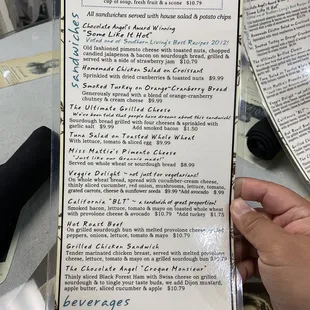 cup of soup, fresh fruit & a scone $10.79
sandwiches
All sandwiches served with house salad & potato chips
Chocolate Angel's Award Winning
"Some Like It Hot"
Voted one of Southern Living's Best Recipes 2012!
Old fashioned pimento cheese with toasted nuts, chopped
candied jalapenos on sourdough bread, grilled and
served with a side of strawberry jam $10.79
Homemade Chicken Salad on Croissant
Sprinkled with dried cranberries & toasted nuts $9.99
Smoked Turkey on Orange-Cranberry Bread
Generously spread with a blend of orange-cranberry
chutney & cream cheese $9.99
The Ultimate Grilled Cheese
We've been told that people have dreams about this sandwich!
Sourdough bread grilled with four cheeses & sprinkled with
garlic salt $9.99 Add smoked bacon $1.50
Tuna Salad on Toasted Whole Wheat
With lettuce, tomato & sliced egg $9.99
Miss Mattie's Pimento Cheese
"Just like our Grannie made!"
Served on whole wheat or sourdough bread $8.99
Veggie Delight ~ not just for vegetarians!
On whole wheat bread, spread with cucumber-cream cheese,
thinly sliced cucumber, red onion, mushrooms, lettuce, tomato,
grated carrots, cheese & sunflower seeds $9.99 *Add avocado $.99
California "BLT" ~ a sandwich of great proportion!
Smoked bacon, lettuce, tomato & mayo on toasted whole wheat
with provolone cheese & avocado $10.79 *Add turkey $1.75
Hot Roast Beef
On grilled sourdough bun with melted provolone cheese, grilled
peppers, onions, lettuce, tomato & mayo $10.79
Grilled Chicken Sandwich
Tender marinated chicken breast, served with melted provolone
cheese, lettuce, tomato & mayo on a grilled sourdough bun $10.79
The Chocolate Angel "Croque Monsieur"
Thinly sliced Black Forest Ham with Swiss cheese on grilled
sourdough & to tingle your taste buds, we add Dijon mustard,
apple butter, sliced cucumber & apple $10.79
beverages